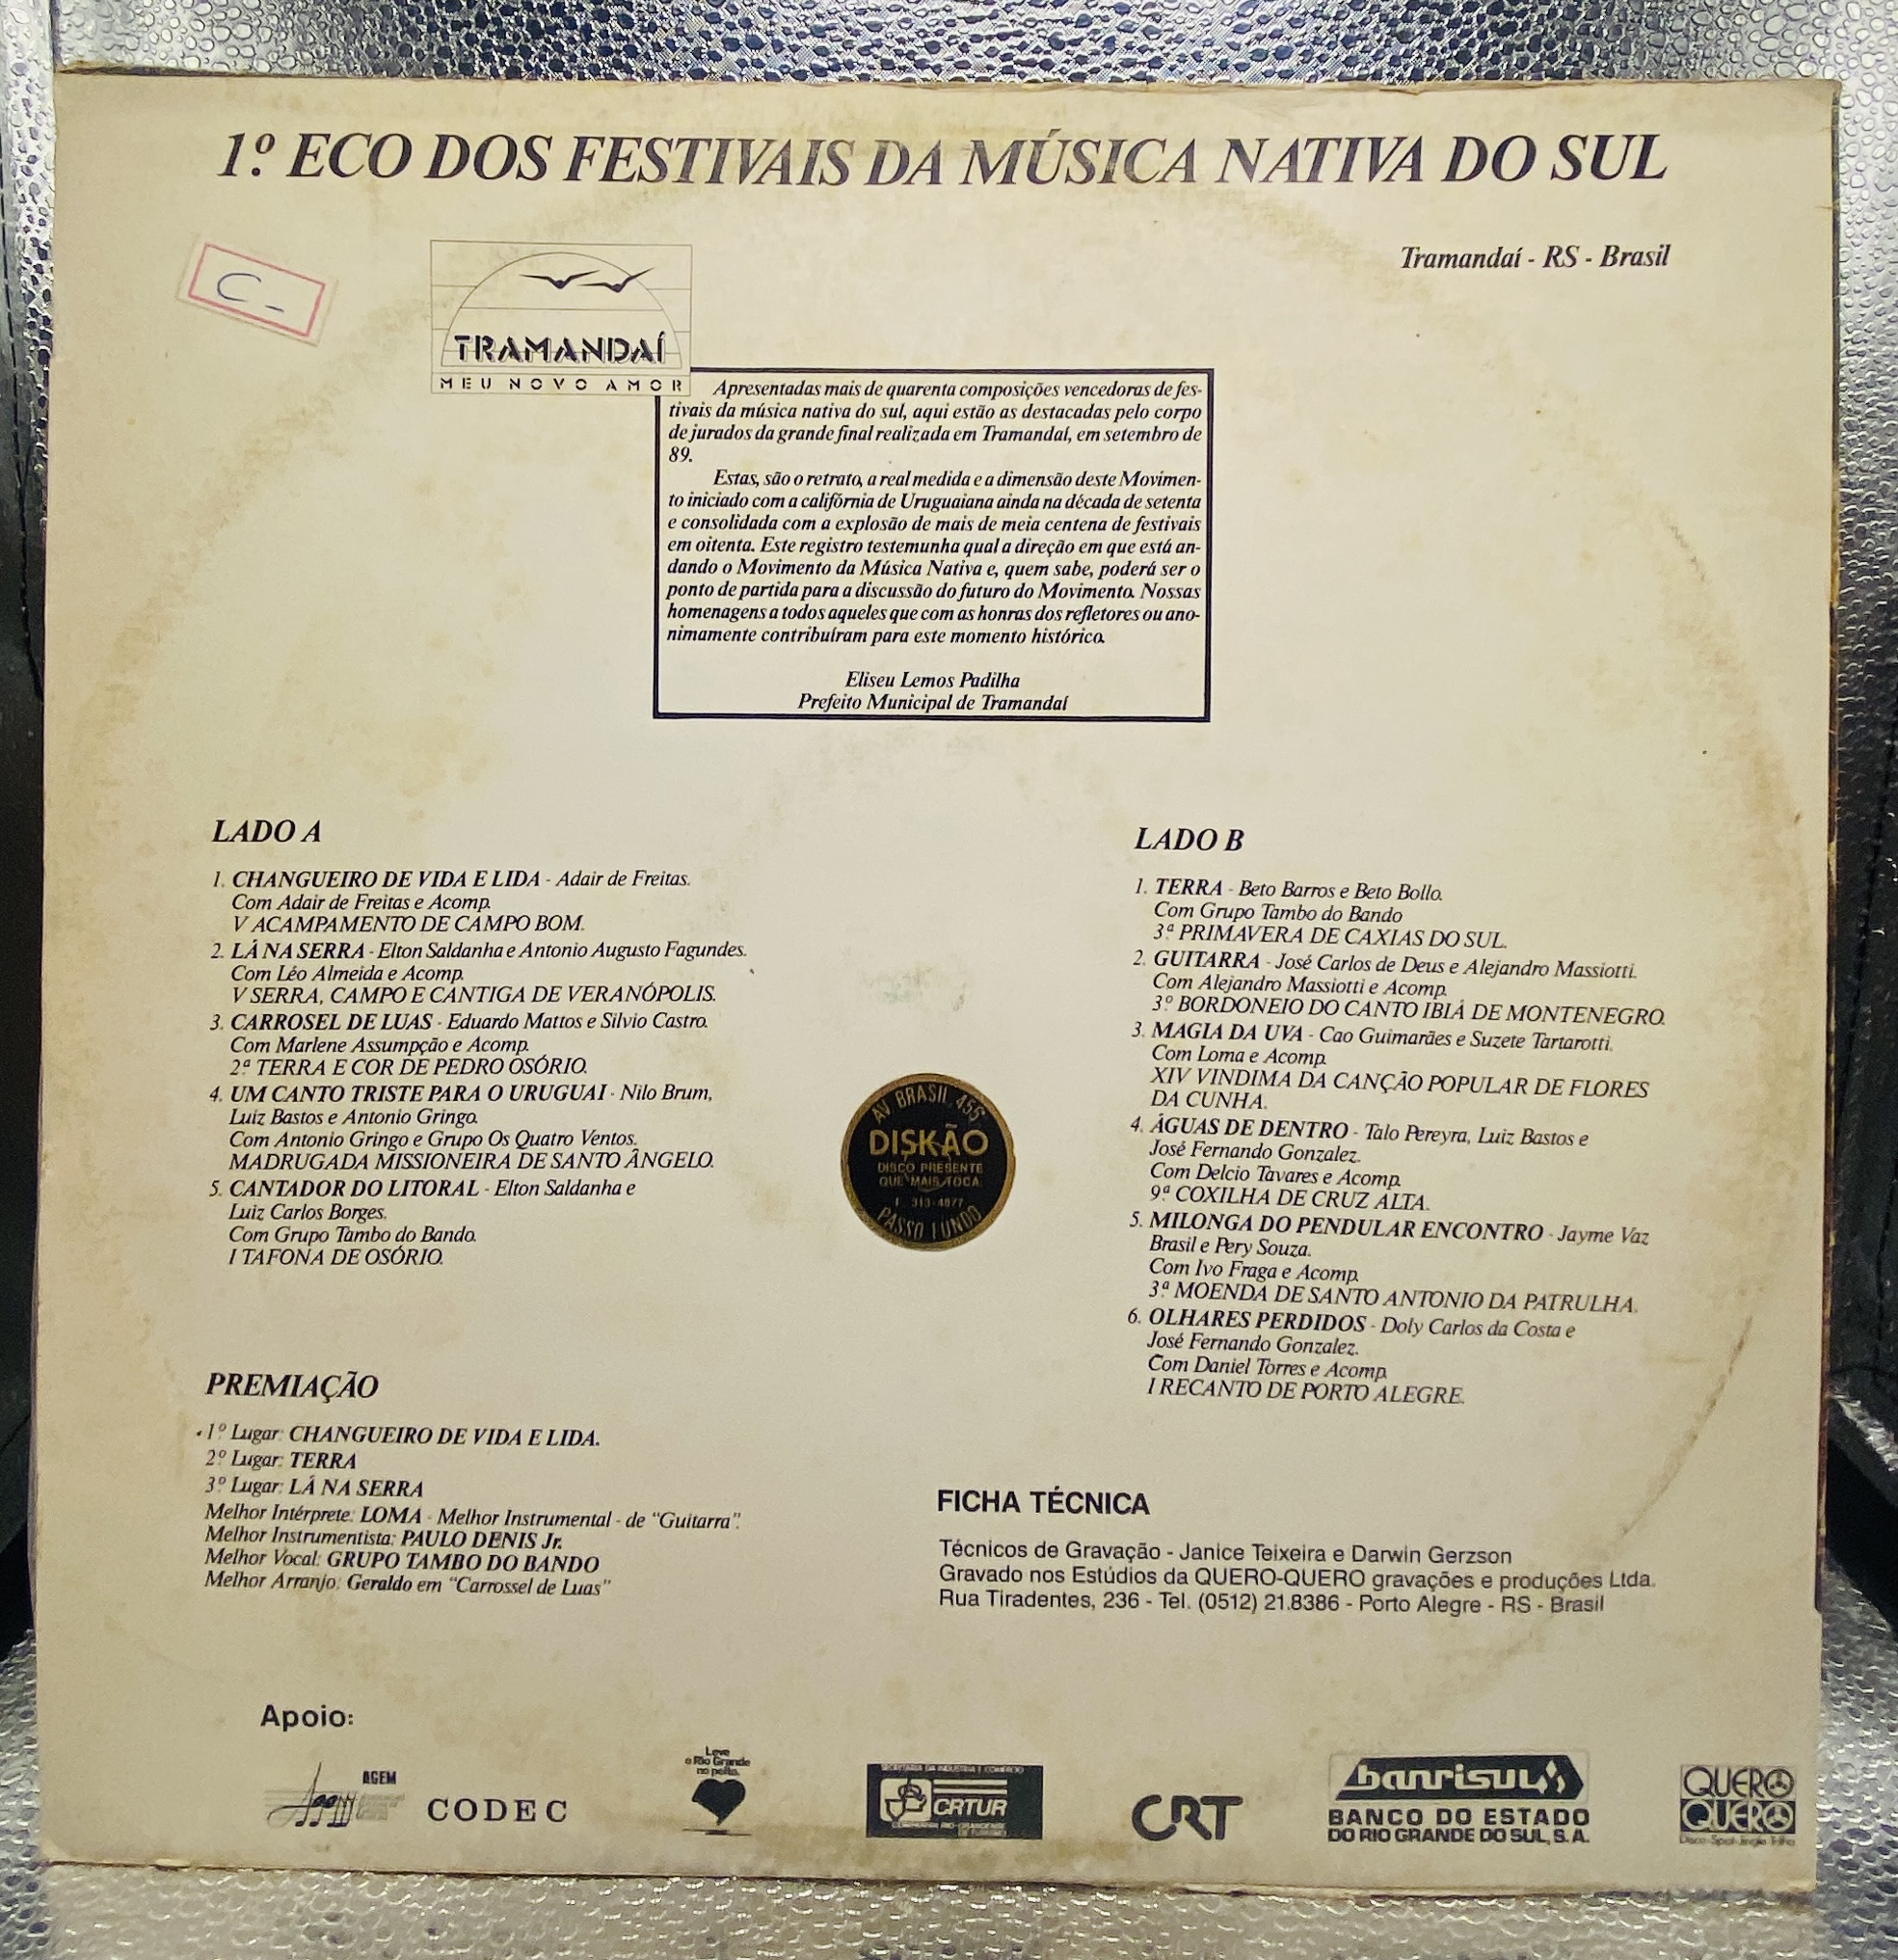 1º ECO DOS FESTIVAIS DA MÚSICA NATIVA DO SUL
Tramandaí - RS - Brasil
C -
TRAMANDAÍ
MEU NOVO AMOR
Apresentadas mais de quarenta composições vencedoras de fes-
tivais da música nativa do sul, aqui estão as destacadas pelo corpo
de jurados da grande final realizada em Tramandaí, em setembro de
89.
Estas, são o retrato, a real medida e a dimensão deste Movimen-
to iniciado com a califórnia de Uruguaiana ainda na década de setenta
e consolidada com a explosão de mais de meia centena de festivais
em oitenta. Este registro testemunha qual a direção em que está an-
dando o Movimento da Música Nativa e, quem sabe, poderá ser o
ponto de partida para a discussão do futuro do Movimento. Nossas
homenagens a todos aqueles que com as honras dos refletores ou ano-
nimamente contribuíram para este momento histórico.
Eliseu Lemos Padilha
Prefeito Municipal de Tramandaí
LADO A
1. CHANGUEIRO DE VIDA E LIDA - Adair de Freitas.
Com Adair de Freitas e Acomp.
V ACAMPAMENTO DE CAMPO BOM.
2. LÁ NA SERRA - Elton Saldanha e Antonio Augusto Fagundes.
Com Léo Almeida e Acomp.
V SERRA, CAMPO E CANTIGA DE VERANÓPOLIS.
3. CARROSEL DE LUAS - Eduardo Mattos e Silvio Castro.
Com Marlene Assumpção e Acomp.
2ª TERRA E COR DE PEDRO OSÓRIO.
4. UM CANTO TRISTE PARA O URUGUAI - Nilo Brum,
Luiz Bastos e Antonio Gringo.
Com Antonio Gringo e Grupo Os Quatro Ventos.
MADRUGADA MISSIONEIRA DE SANTO ÂNGELO.
5. CANTADOR DO LITORAL - Elton Saldanha e
Luiz Carlos Borges.
Com Grupo Tambo do Bando.
I TAFONA DE OSÓRIO.
LADO B
1. TERRA - Beto Barros e Beto Bollo.
Com Grupo Tambo do Bando
3ª PRIMAVERA DE CAXIAS DO SUL.
2. GUITARRA - José Carlos de Deus e Alejandro Massiotti.
Com Alejandro Massiotti e Acomp.
3º BORDONEIO DO CANTO IBIÁ DE MONTENEGRO.
3. MAGIA DA UVA - Cao Guimarães e Suzete Tartarotti.
Com Loma e Acomp.
XIV VINDIMA DA CANÇÃO POPULAR DE FLORES
DA CUNHA.
4. ÁGUAS DE DENTRO - Talo Pereyra, Luiz Bastos e
José Fernando Gonzalez.
Com Delcio Tavares e Acomp.
9ª COXILHA DE CRUZ ALTA.
5. MILONGA DO PENDULAR ENCONTRO - Jayme Vaz
Brasil e Pery Souza.
Com Ivo Fraga e Acomp.
3ª MOENDA DE SANTO ANTONIO DA PATRULHA.
6. OLHARES PERDIDOS - Doly Carlos da Costa e
José Fernando Gonzalez.
Com Daniel Torres e Acomp.
I RECANTO DE PORTO ALEGRE.
AV. BRASIL, 456
DISKÃO
DISCO PRESENTE
QUE MAIS TOCA
F. 313-4877
PASSO FUNDO
PREMIAÇÃO
1º Lugar: CHANGUEIRO DE VIDA E LIDA.
2º Lugar: TERRA
3º Lugar: LÁ NA SERRA
Melhor Intérprete: LOMA - Melhor Instrumental - de "Guitarra".
Melhor Instrumentista: PAULO DENIS Jr.
Melhor Vocal: GRUPO TAMBO DO BANDO
Melhor Arranjo: Geraldo em "Carrossel de Luas"
FICHA TÉCNICA
Técnicos de Gravação - Janice Teixeira e Darwin Gerzson
Gravado nos Estúdios da QUERO-QUERO gravações e produções Ltda.
Rua Tiradentes, 236 - Tel. (0512) 21.8386 - Porto Alegre - RS - Brasil
Apoio:
AGEM
CODEC
Leve
o Rio Grande
no peito.
SECRETARIA DA INDÚSTRIA E COMÉRCIO
CRTUR
COMPANHIA RIO-GRANDENSE
DE TURISMO
CRT
banrisul
BANCO DO ESTADO
DO RIO GRANDE DO SUL, S.A.
QUERO
QUERO
Disco-Spot-Jingle-Trilha